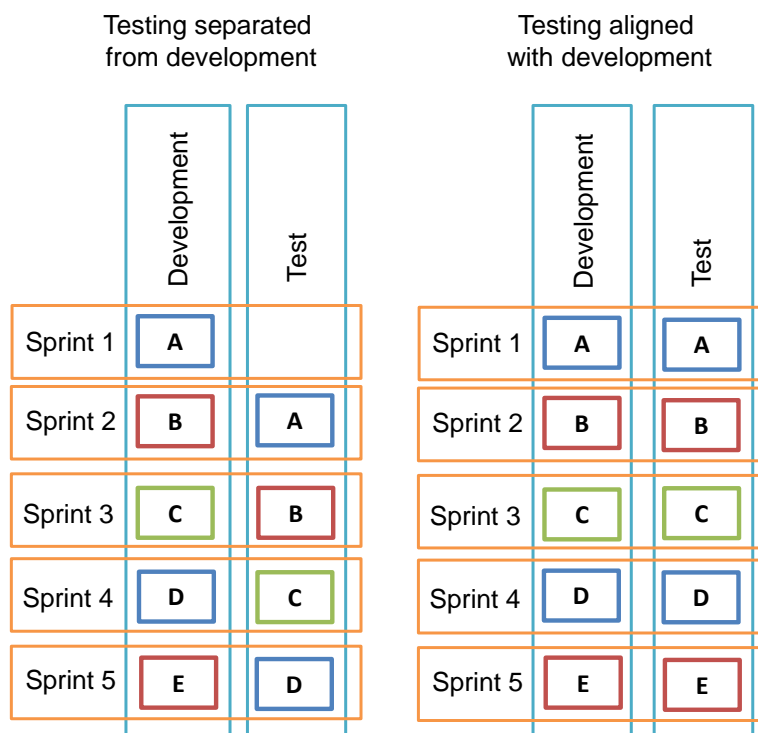 Testing separated
from development
Development
Test
Sprint 1
A
Sprint 2
B
A
Sprint 3
C
B
Sprint 4
D
C
Sprint 5
E
D
Testing aligned
with development
Development
Test
Sprint 1
A
A
Sprint 2
B
B
Sprint 3
C
C
Sprint 4
D
D
Sprint 5
E
E